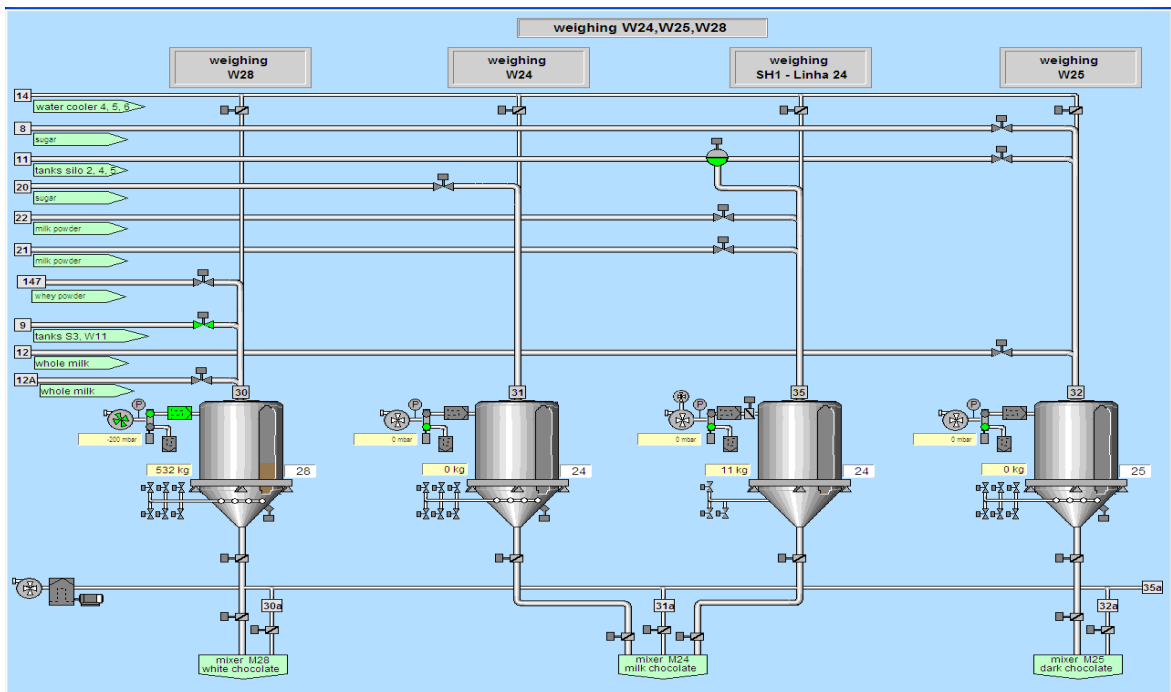 weighing W24,W25,W28
weighing
W28
weighing
W24
weighing
SH1 - Linha 24
weighing
W25
14
water cooler 4, 5, 6
8
sugar
11
tanks silo 2, 4, 5
20
sugar
22
milk powder
21
milk powder
147
whey powder
9
tanks S3, W11
12
whole milk
12A
whole milk
30
31
35
32
P
P
P
P
-200 mbar
0 mbar
0 mbar
0 mbar
532 kg
28
0 kg
24
11 kg
24
0 kg
25
35a
30a
31a
32a
mixer M28
white chocolate
mixer M24
milk chocolate
mixer M25
dark chocolate